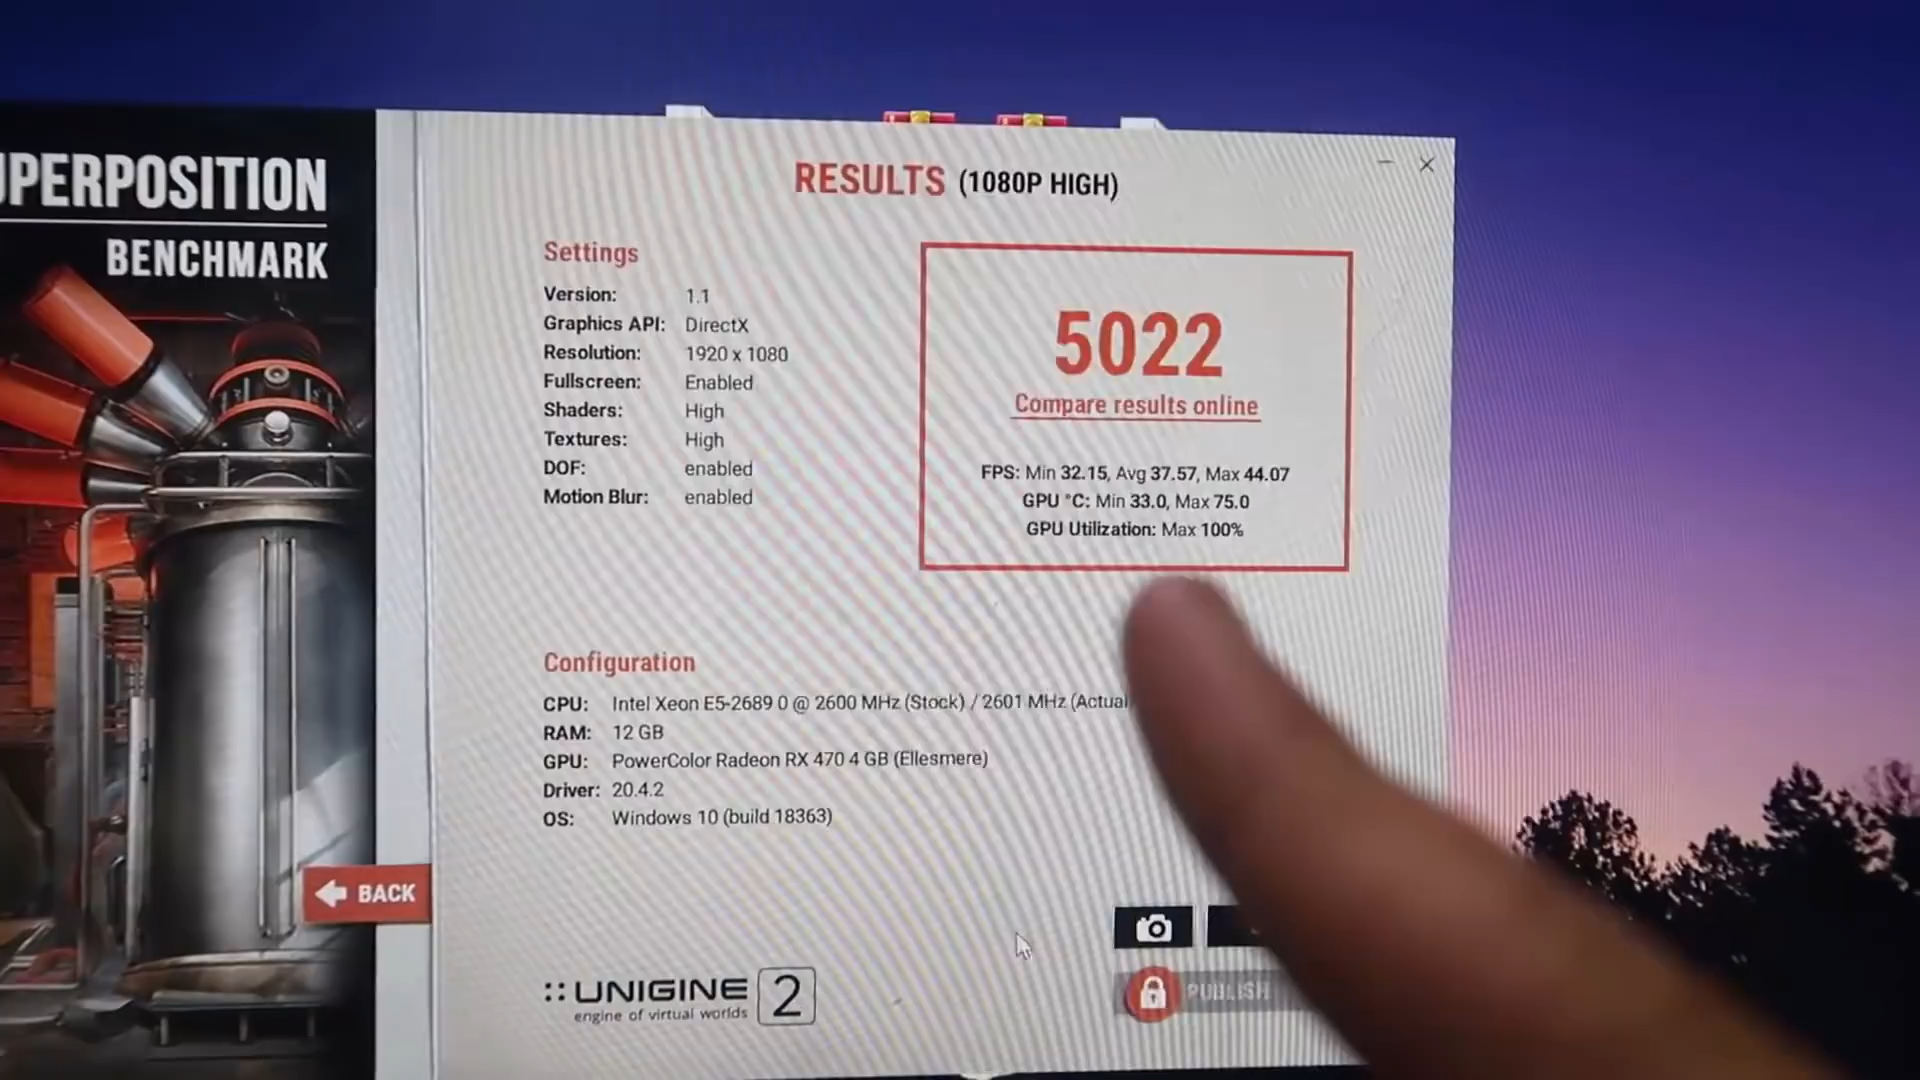 UPERPOSITION
BENCHMARK
RESULTS (1080P HIGH)
Settings
Version: 1.1
Graphics API: DirectX
Resolution: 1920 x 1080
Fullscreen: Enabled
Shaders: High
Textures: High
DOF: enabled
Motion Blur: enabled
5022
Compare results online
FPS: Min 32.15, Avg 37.57, Max 44.07
GPU °C: Min 33.0, Max 75.0
GPU Utilization: Max 100%
Configuration
CPU: Intel Xeon E5-2689 0 @ 2600 MHz (Stock) / 2601 MHz (Actual
RAM: 12 GB
GPU: PowerColor Radeon RX 470 4 GB (Ellesmere)
Driver: 20.4.2
OS: Windows 10 (build 18363)
BACK
UNIGINE 2
engine of virtual worlds
PUBLISH